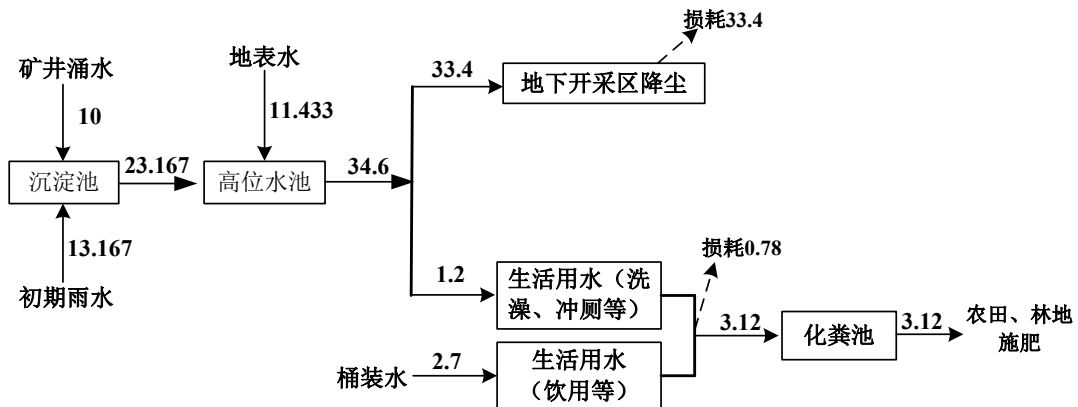 损耗33.4
矿井涌水
地表水
33.4
地下开采区降尘
10
11.433
沉淀池
23.167
高位水池
34.6
13.167
初期雨水
损耗0.78
1.2
生活用水（洗
澡、冲厕等）
3.12
化粪池
3.12
农田、林地
施肥
桶装水
2.7
生活用水
（饮用等）